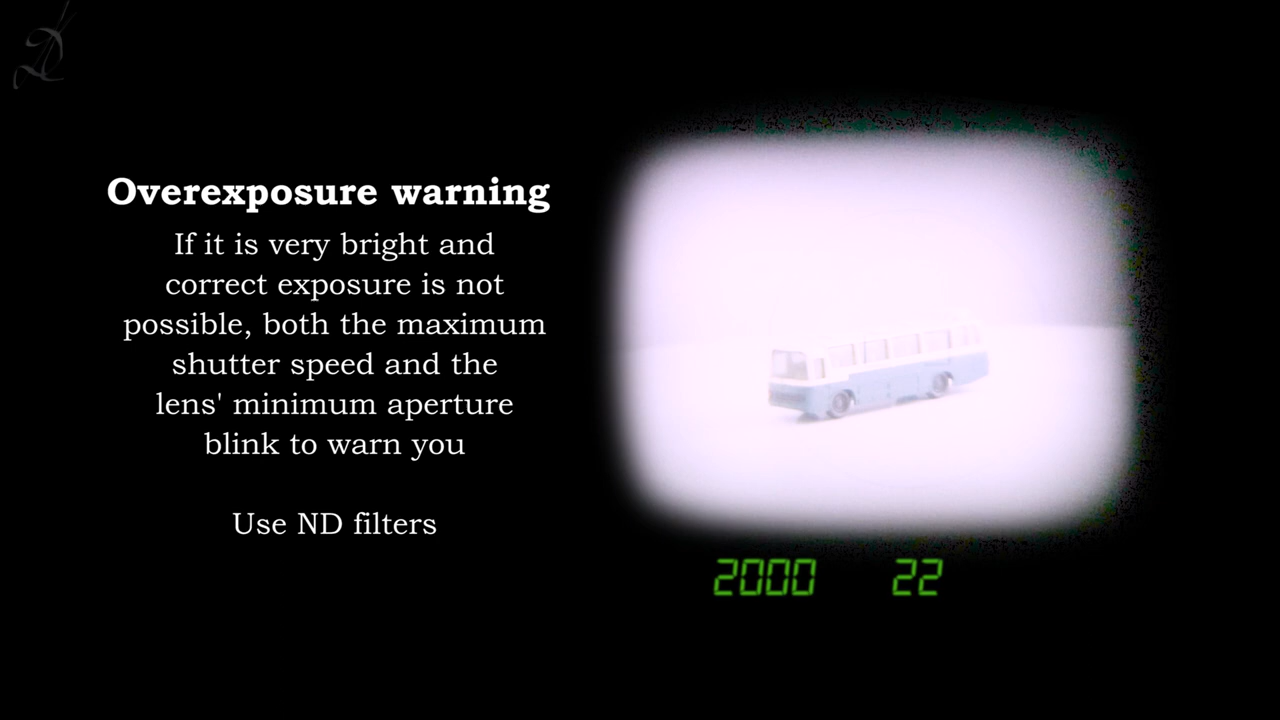 Overexposure warning
If it is very bright and
correct exposure is not
possible, both the maximum
shutter speed and the
lens' minimum aperture
blink to warn you
Use ND filters
2000 22